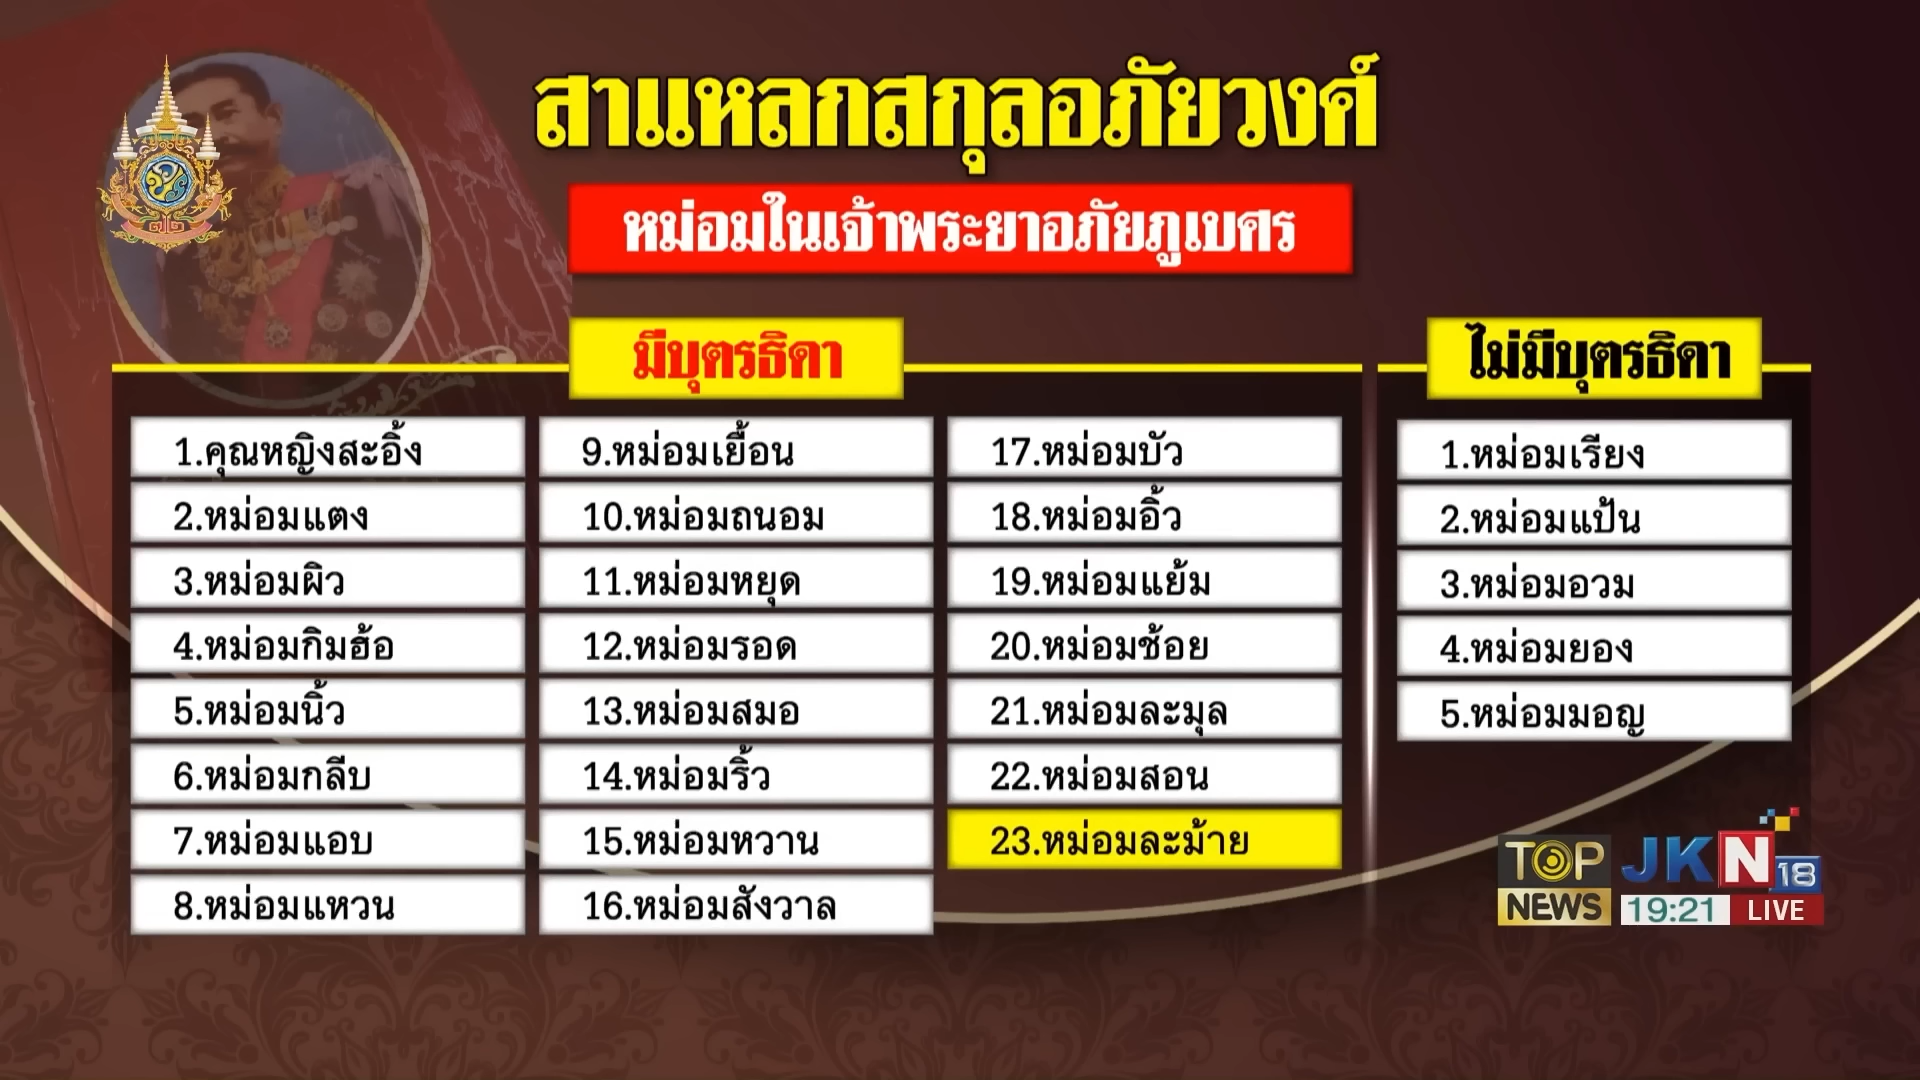 สาแหลกสกุลอภัยวงศ์
หม่อมในเจ้าพระยาอภัยภูเบศร
มีบุตรธิดา
1.คุณหญิงสะอิ้ง
2.หม่อมแตง
3.หม่อมผิว
4.หม่อมกิมฮ้อ
5.หม่อมนิ้ว
6.หม่อมกลีบ
7.หม่อมแอบ
8.หม่อมแหวน
9.หม่อมเยื้อน
10.หม่อมถนอม
11.หม่อมหยุด
12.หม่อมรอด
13.หม่อมสมอ
14.หม่อมริ้ว
15.หม่อมหวาน
16.หม่อมสังวาล
17.หม่อมบัว
18.หม่อมอิ้ว
19.หม่อมแย้ม
20.หม่อมช้อย
21.หม่อมละมุล
22.หม่อมสอน
23.หม่อมละม้าย
ไม่มีบุตรธิดา
1.หม่อมเรียง
2.หม่อมแป้น
3.หม่อมอวม
4.หม่อมยอง
5.หม่อมมอญ
TOP NEWS
JKN18
19:21 LIVE